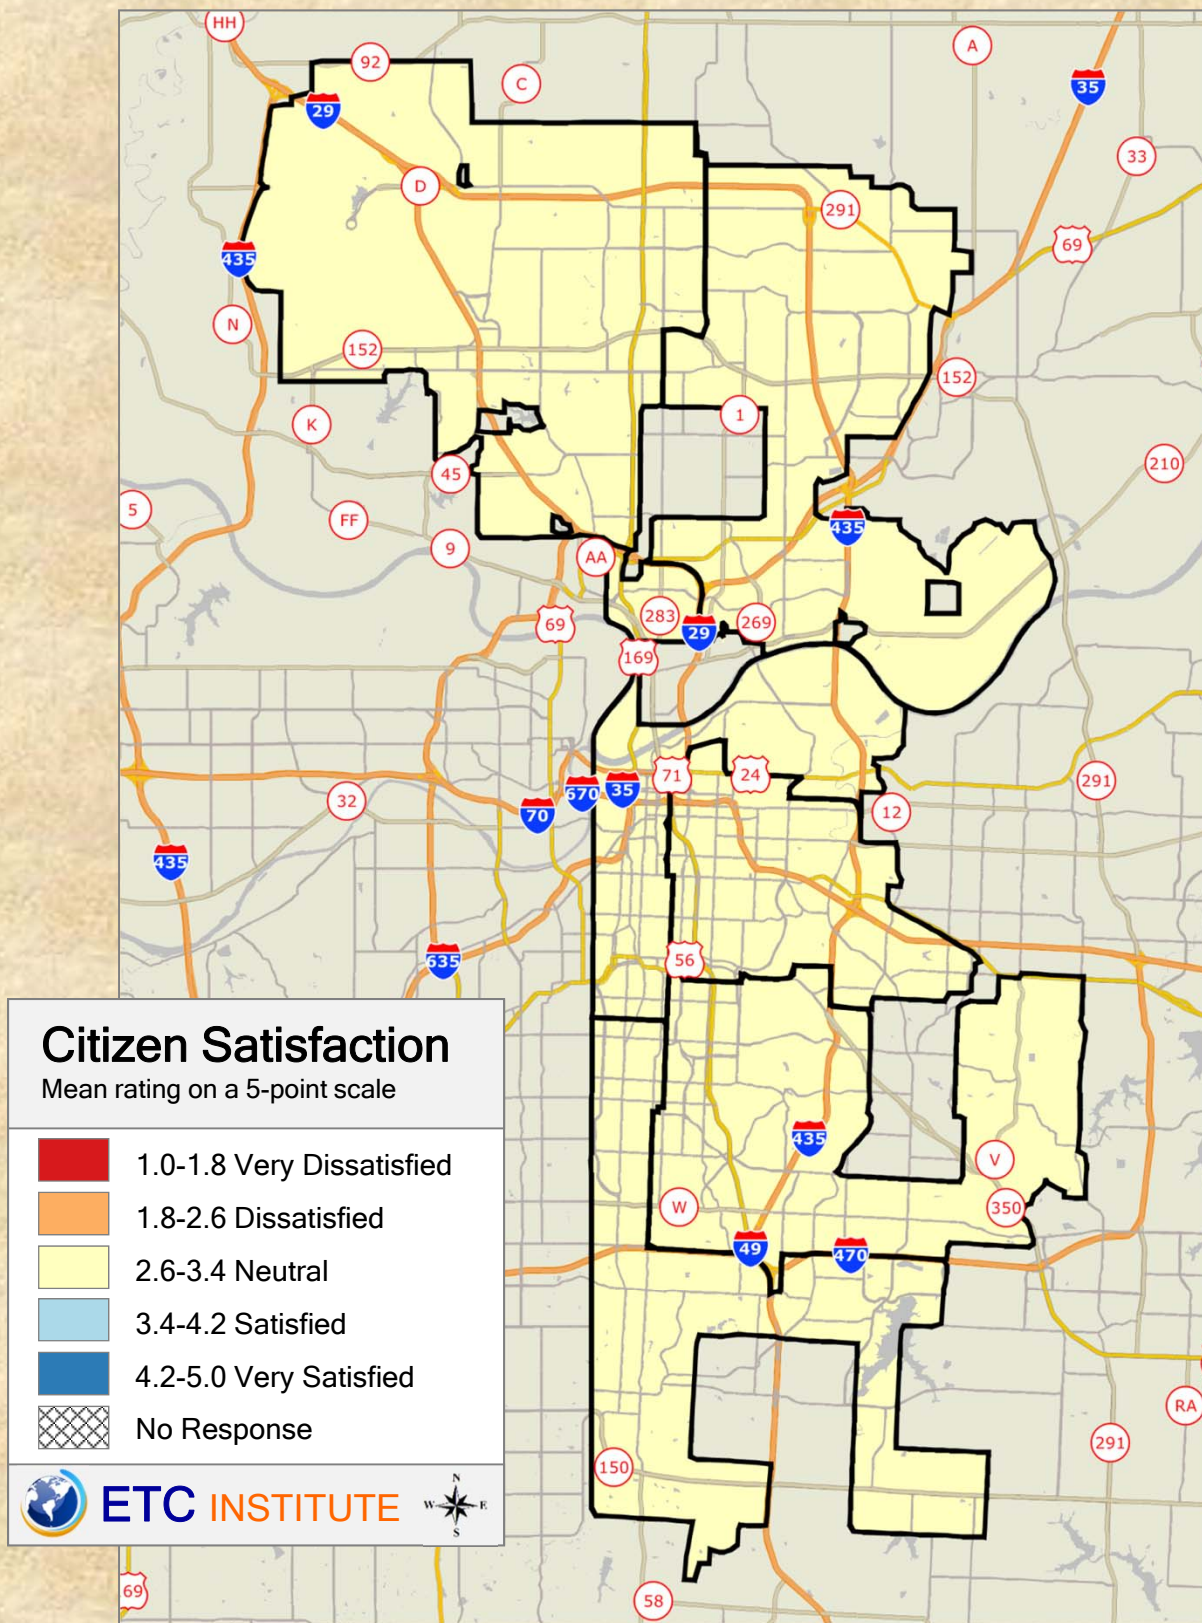 HH
92
C
A
29
35
33
D
291
69
435
N
152
152
1
K
45
210
5
FF
435
9
AA
283
269
69
29
169
71
24
670
35
291
32
70
12
435
56
635
Citizen Satisfaction
Mean rating on a 5-point scale
1.0-1.8 Very Dissatisfied
1.8-2.6 Dissatisfied
2.6-3.4 Neutral
3.4-4.2 Satisfied
4.2-5.0 Very Satisfied
No Response
ETC INSTITUTE
N
W
E
S
435
V
W
350
49
470
RA
291
150
69
58